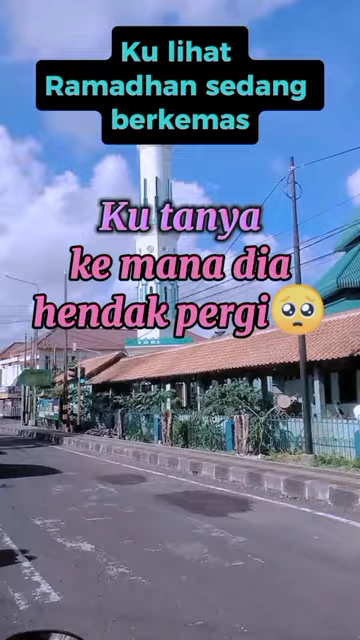 Ku lihat
Ramadhan sedang
berkemas
Ku tanya
ke mana dia
hendak pergi🥺